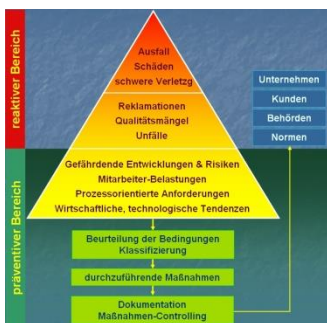 reaktiver Bereich
Ausfall
Schäden
schwere Verletzg
Reklamationen
Qualitätsmängel
Unfälle
Unternehmen
Kunden
Behörden
Normen
präventiver Bereich
Gefährdende Entwicklungen & Risiken
Mitarbeiter-Belastungen
Prozessorientierte Anforderungen
Wirtschaftliche, technologische Tendenzen
Beurteilung der Bedingungen
Klassifizierung
durchzuführende Maßnahmen
Dokumentation
Maßnahmen-Controlling